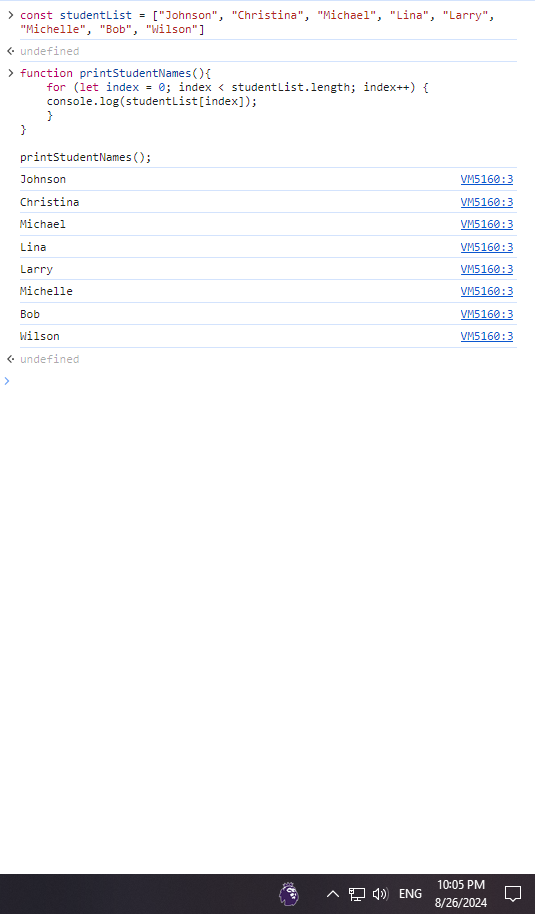 const studentList = ["Johnson", "Christina", "Michael", "Lina", "Larry",
"Michelle", "Bob", "Wilson"]
undefined
function printStudentNames(){
    for (let index = 0; index < studentList.length; index++) {
    console.log(studentList[index]);
    }
}
printStudentNames();
Johnson VM5160:3
Christina VM5160:3
Michael VM5160:3
Lina VM5160:3
Larry VM5160:3
Michelle VM5160:3
Bob VM5160:3
Wilson VM5160:3
undefined
ENG
10:05 PM
8/26/2024